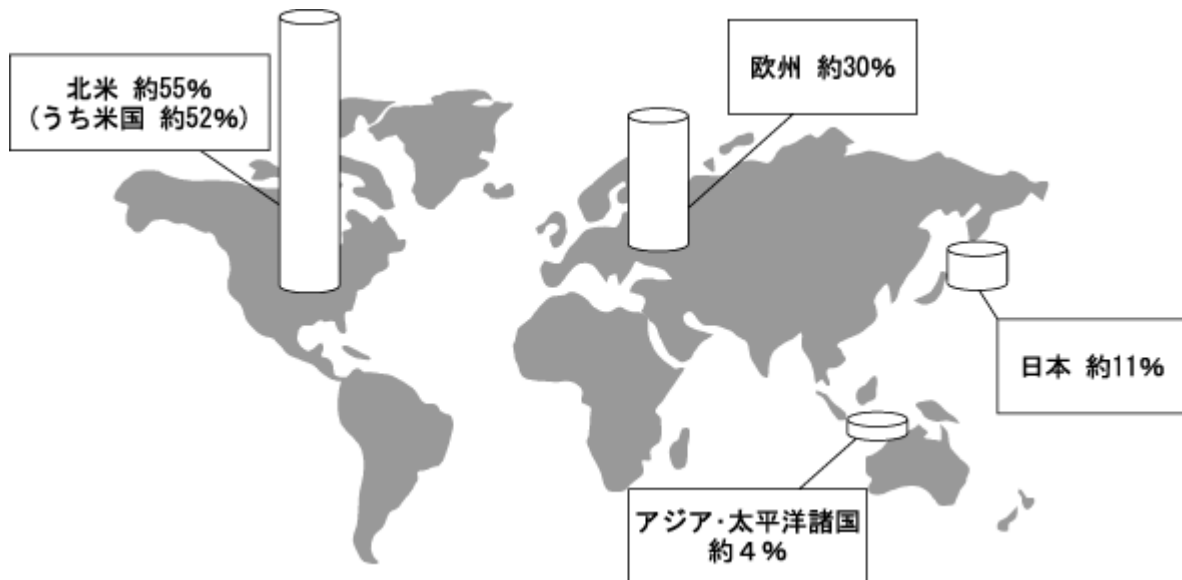 北米 約55%
(うち米国 約52%)
欧州 約30%
日本 約11%
アジア･太平洋諸国
約４%